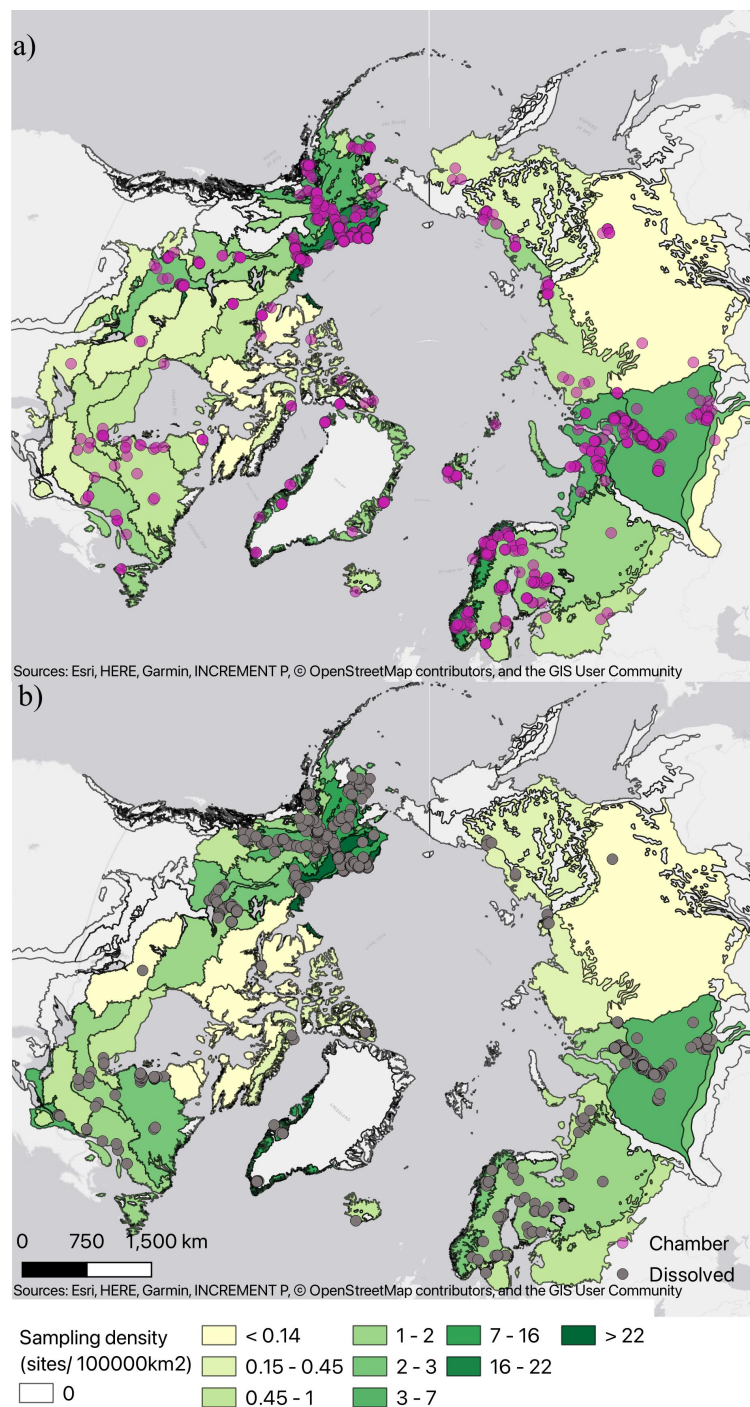 a)
Sources: Esri, HERE, Garmin, INCREMENT P, © OpenStreetMap contributors, and the GIS User Community
b)
0 750 1,500 km
Chamber
Dissolved
Sources: Esri, HERE, Garmin, INCREMENT P, © OpenStreetMap contributors, and the GIS User Community
Sampling density
(sites/ 100000km2)
0
< 0.14
0.15 - 0.45
0.45 - 1
1 - 2
2 - 3
3 - 7
7 - 16
16 - 22
> 22